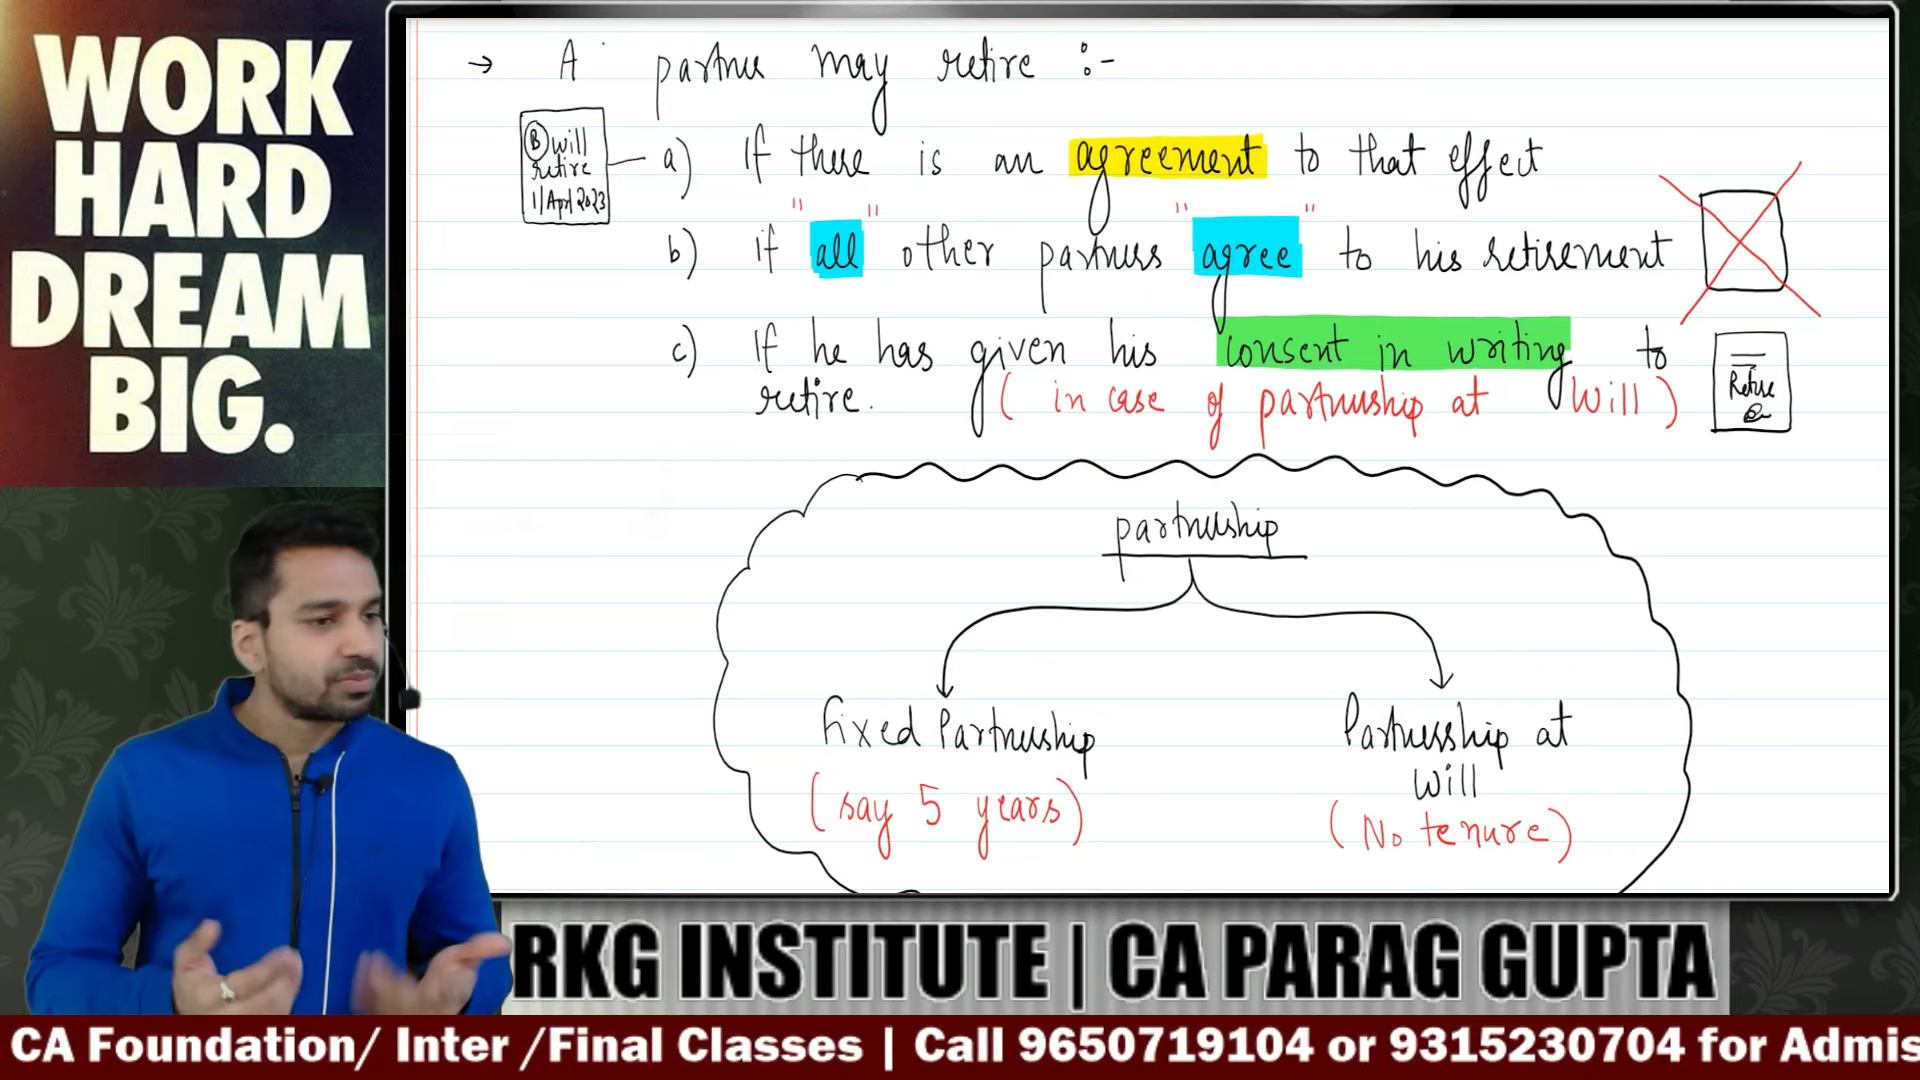 WORK
HARD
DREAM
BIG.
→ A partner may retire :-
B will
retire
1/Apr/2023
a) If there is an agreement to that effect
b) if "all" other partners "agree" to his retirement
c) If he has given his consent in writing to
retire. (in case of partnership at Will)
Retire
partnership
Fixed Partnership
(say 5 years)
Partnership at
Will
(No tenure)
RKG INSTITUTE | CA PARAG GUPTA
CA Foundation/ Inter /Final Classes | Call 9650719104 or 9315230704 for Admis